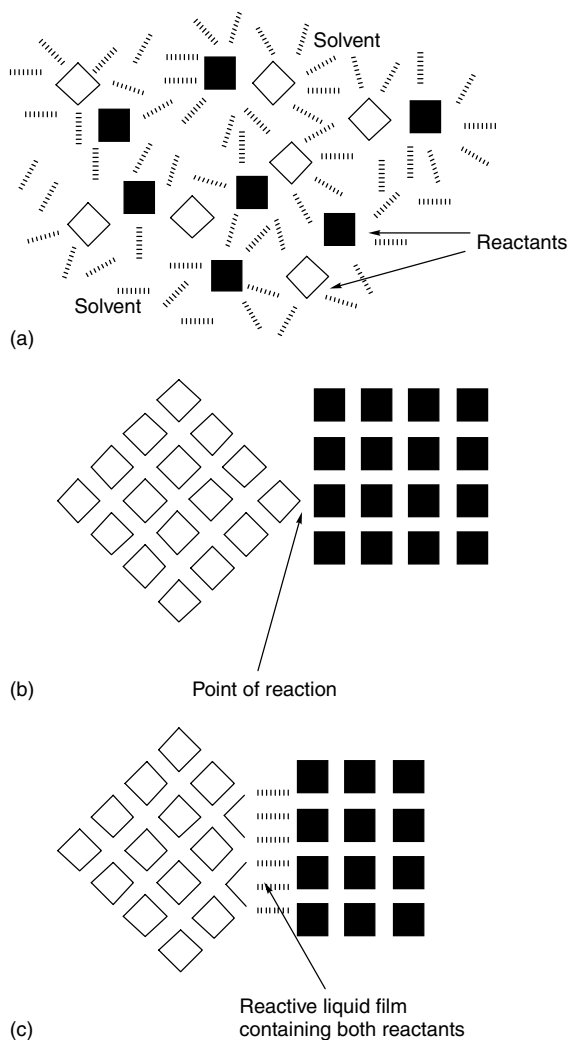 Solvent
Reactants
Solvent
(a)
(b)
Point of reaction
Reactive liquid film
containing both reactants
(c)